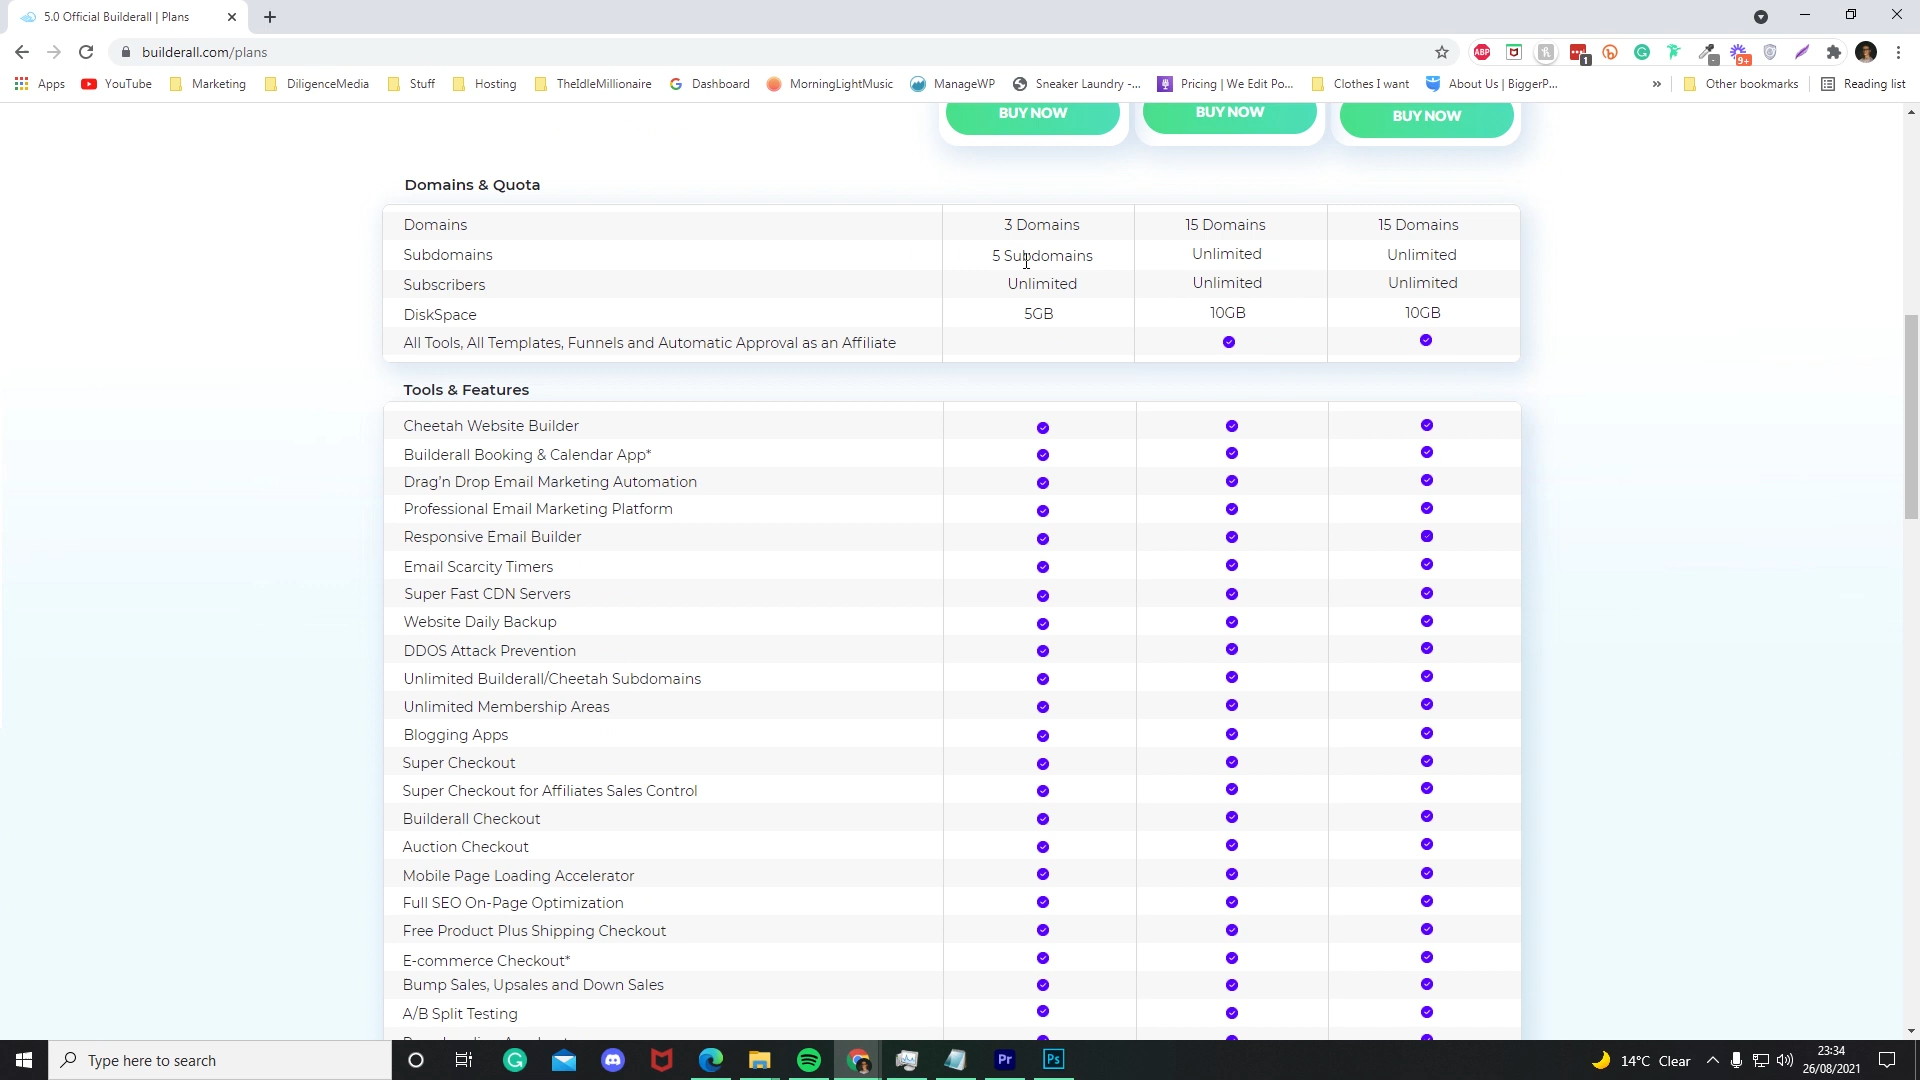 5.0 Official Builderall | Plans
builderall.com/plans
ABP
1
9+
Apps YouTube Marketing DiligenceMedia Stuff Hosting TheIdleMillionaire Dashboard MorningLightMusic ManageWP Sneaker Laundry -... Pricing | We Edit Po... Clothes I want About Us | BiggerP... » Other bookmarks Reading list
BUY NOW BUY NOW BUY NOW
Domains & Quota
Domains 3 Domains 15 Domains 15 Domains
Subdomains 5 Subdomains Unlimited Unlimited
Subscribers Unlimited Unlimited Unlimited
DiskSpace 5GB 10GB 10GB
All Tools, All Templates, Funnels and Automatic Approval as an Affiliate
Tools & Features
Cheetah Website Builder
Builderall Booking & Calendar App*
Drag'n Drop Email Marketing Automation
Professional Email Marketing Platform
Responsive Email Builder
Email Scarcity Timers
Super Fast CDN Servers
Website Daily Backup
DDOS Attack Prevention
Unlimited Builderall/Cheetah Subdomains
Unlimited Membership Areas
Blogging Apps
Super Checkout
Super Checkout for Affiliates Sales Control
Builderall Checkout
Auction Checkout
Mobile Page Loading Accelerator
Full SEO On-Page Optimization
Free Product Plus Shipping Checkout
E-commerce Checkout*
Bump Sales, Upsales and Down Sales
A/B Split Testing
Type here to search
Pr
Ps
14°C Clear
23:34
26/08/2021